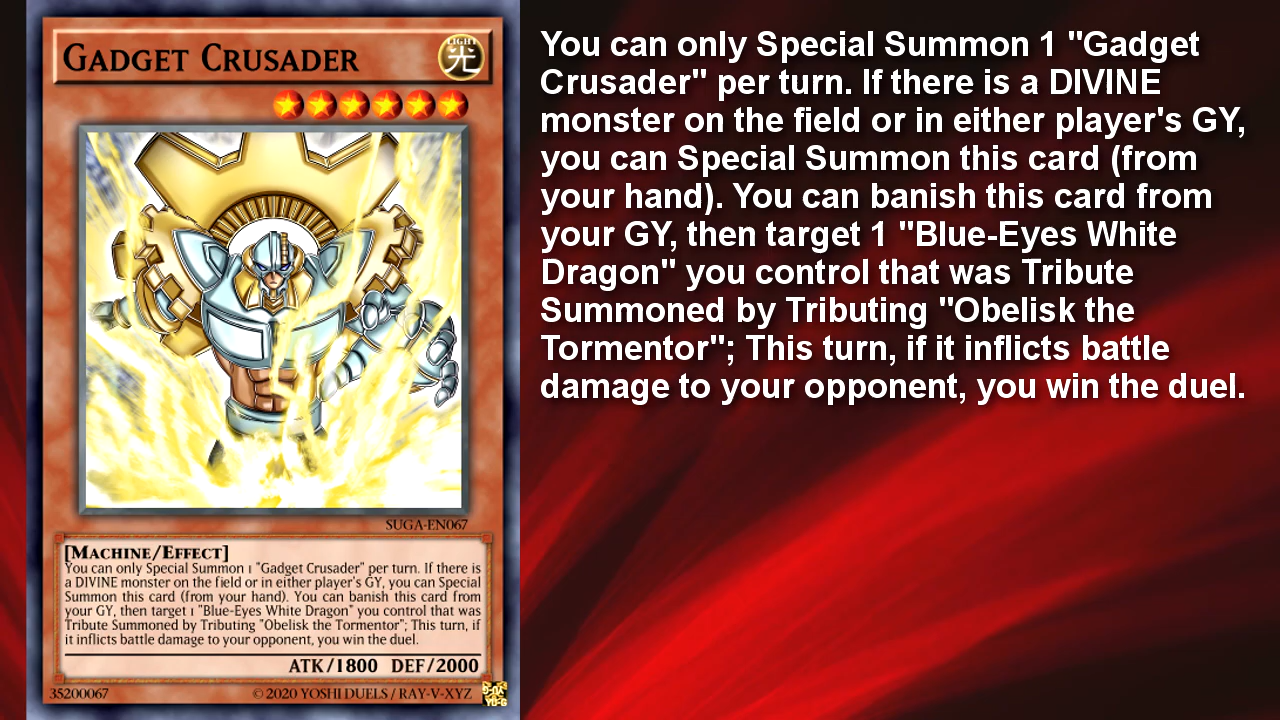 GADGET CRUSADER
LIGHT
光
SUGA-EN067
[MACHINE/EFFECT]
You can only Special Summon 1 "Gadget Crusader" per turn. If there is
a DIVINE monster on the field or in either player's GY, you can Special
Summon this card (from your hand). You can banish this card from
your GY, then target 1 "Blue-Eyes White Dragon" you control that was
Tribute Summoned by Tributing "Obelisk the Tormentor"; This turn, if
it inflicts battle damage to your opponent, you win the duel.
ATK/1800 DEF/2000
35200067
© 2020 YOSHI DUELS / RAY-V-XYZ
You can only Special Summon 1 "Gadget
Crusader" per turn. If there is a DIVINE
monster on the field or in either player's GY,
you can Special Summon this card (from
your hand). You can banish this card from
your GY, then target 1 "Blue-Eyes White
Dragon" you control that was Tribute
Summoned by Tributing "Obelisk the
Tormentor"; This turn, if it inflicts battle
damage to your opponent, you win the duel.